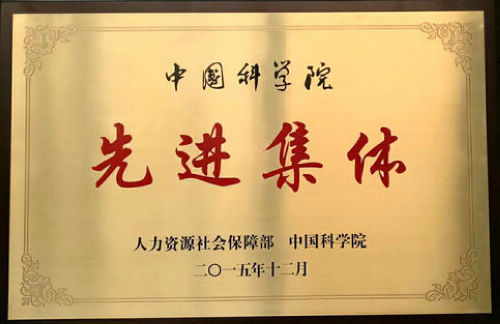 中国科学院
先进集体
人力资源社会保障部 中国科学院
二〇一五年十二月